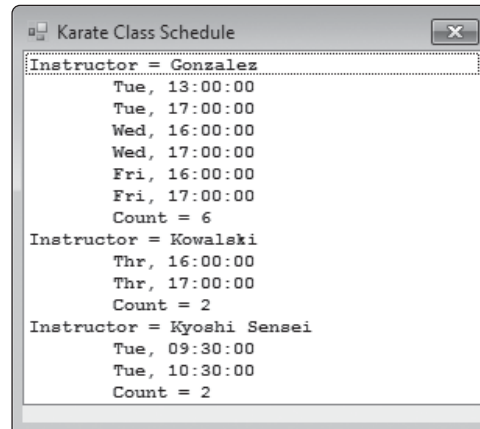 Karate Class Schedule
Instructor = Gonzalez
Tue, 13:00:00
Tue, 17:00:00
Wed, 16:00:00
Wed, 17:00:00
Fri, 16:00:00
Fri, 17:00:00
Count = 6
Instructor = Kowalski
Thr, 16:00:00
Thr, 17:00:00
Count = 2
Instructor = Kyoshi Sensei
Tue, 09:30:00
Tue, 10:30:00
Count = 2